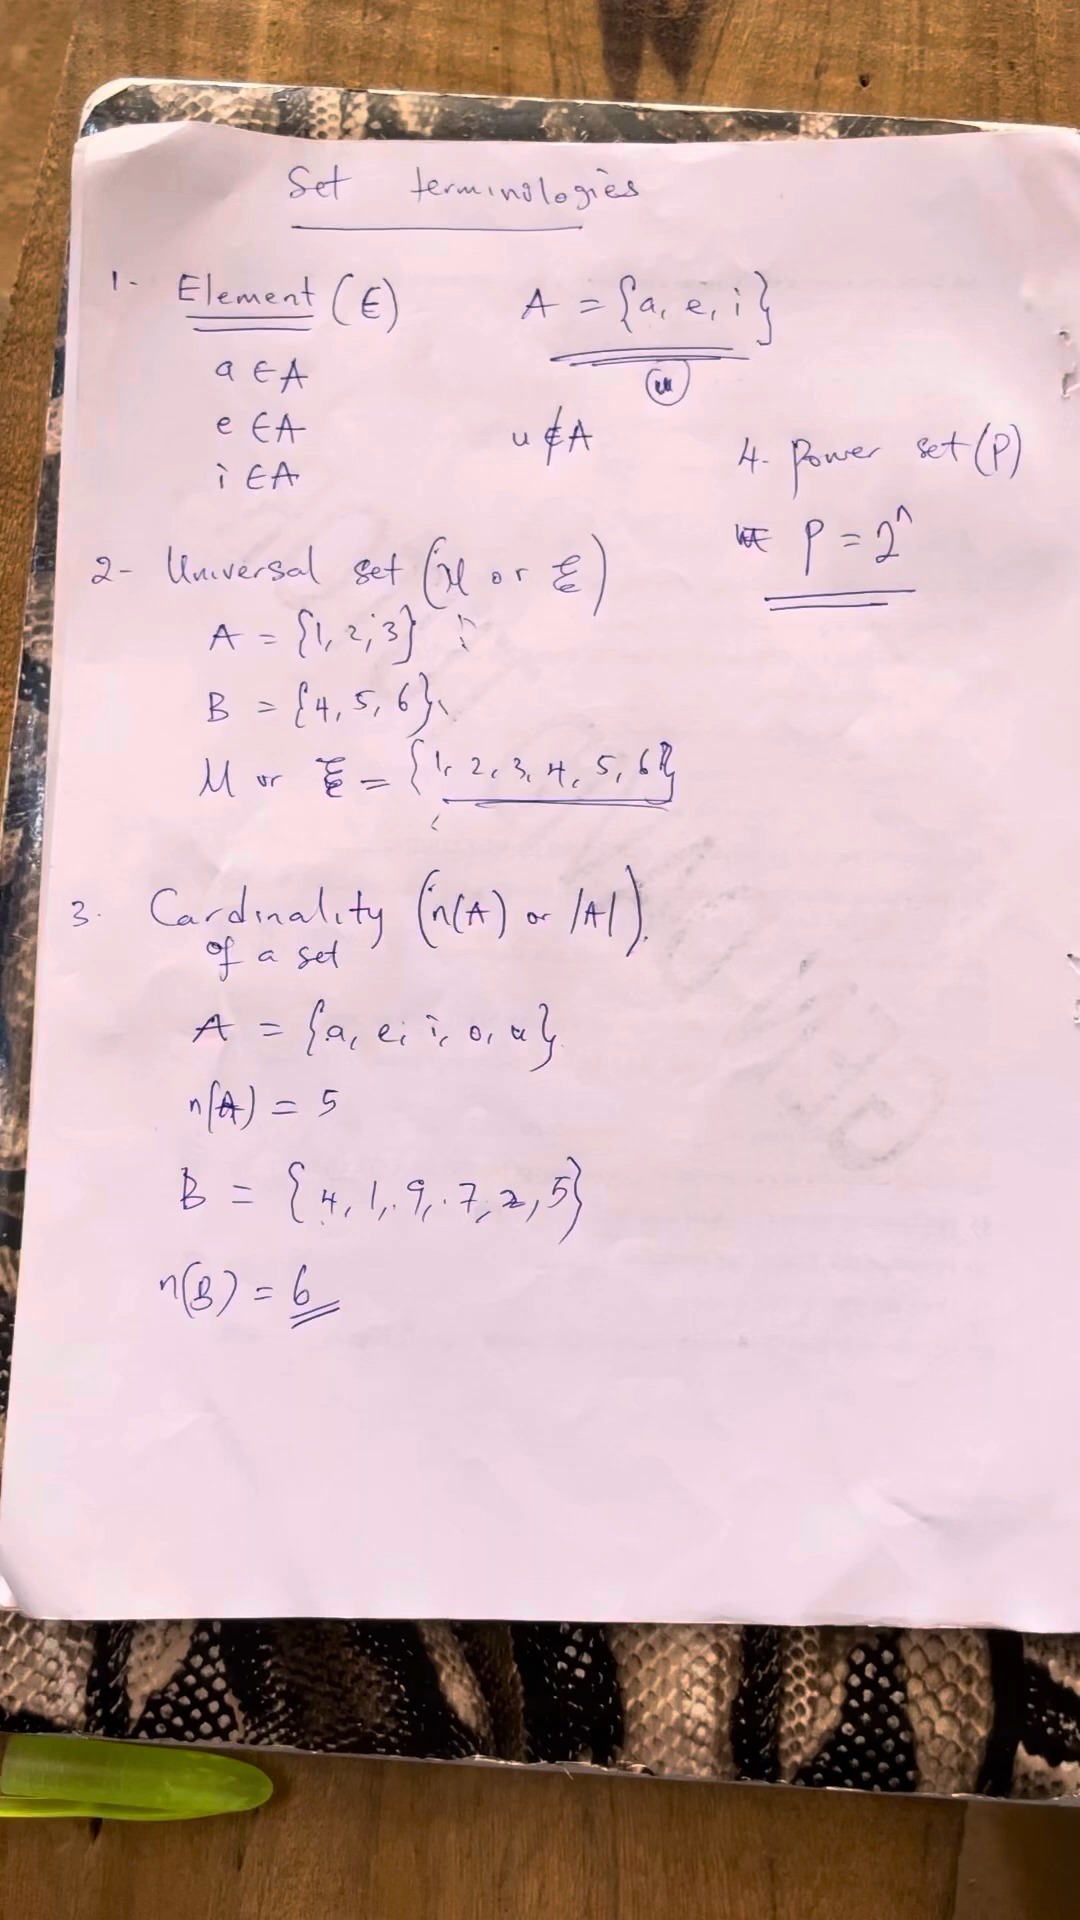 Set terminologies
1- Element (∈)
A = {a, e, i}
a ∈ A
e ∈ A
i ∈ A
u
u ∉ A
4. Power set (P)
P = 2^n
2- Universal set (μ or ξ)
A = {1, 2, 3}
B = {4, 5, 6}
μ or ξ = {1, 2, 3, 4, 5, 6}
3. Cardinality (n(A) or |A|).
of a set
A = {a, e, i, o, u}
n(A) = 5
B = {4, 1, 9, 7, 2, 5}
n(B) = 6